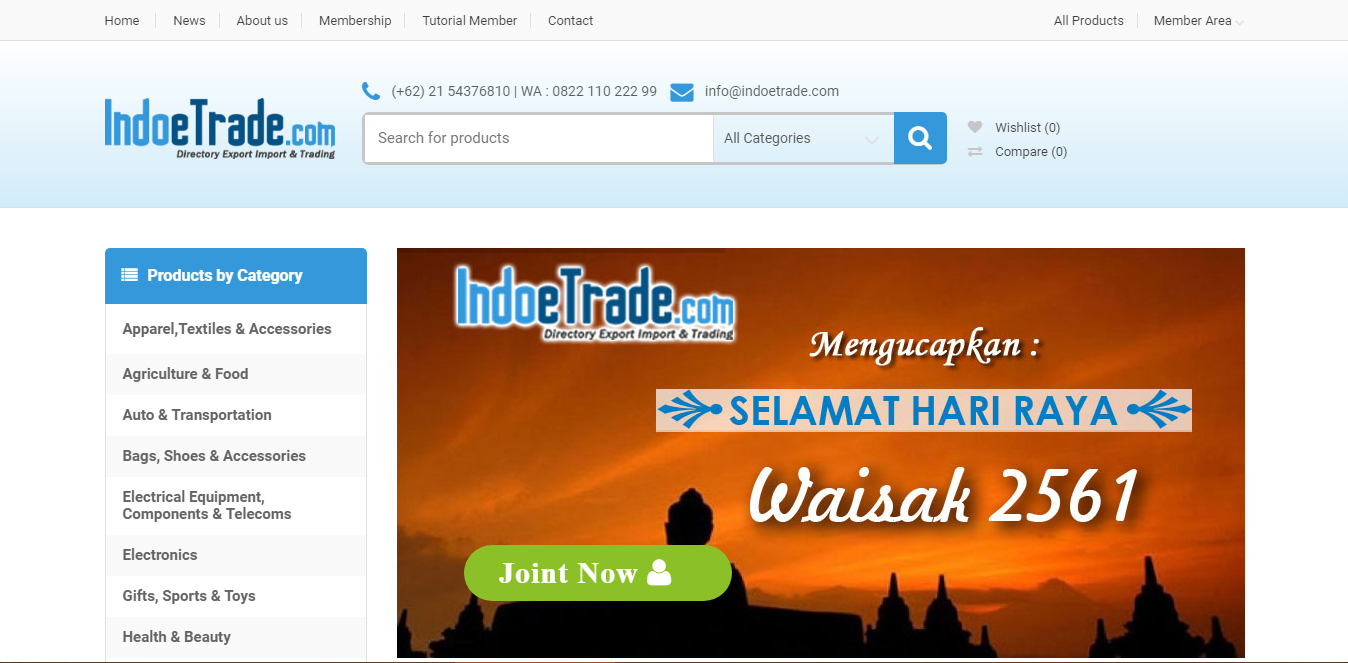 Home
News
About us
Membership
Tutorial Member
Contact
All Products
Member Area
IndoeTrade.com
Directory Export Import & Trading
(+62) 21 54376810 | WA : 0822 110 222 99
info@indoetrade.com
Search for products
All Categories
Wishlist (0)
Compare (0)
Products by Category
Apparel,Textiles & Accessories
Agriculture & Food
Auto & Transportation
Bags, Shoes & Accessories
Electrical Equipment,
Components & Telecoms
Electronics
Gifts, Sports & Toys
Health & Beauty
IndoeTrade.com
Directory Export Import & Trading
Mengucapkan :
SELAMAT HARI RAYA
Waisak 2561
Joint Now